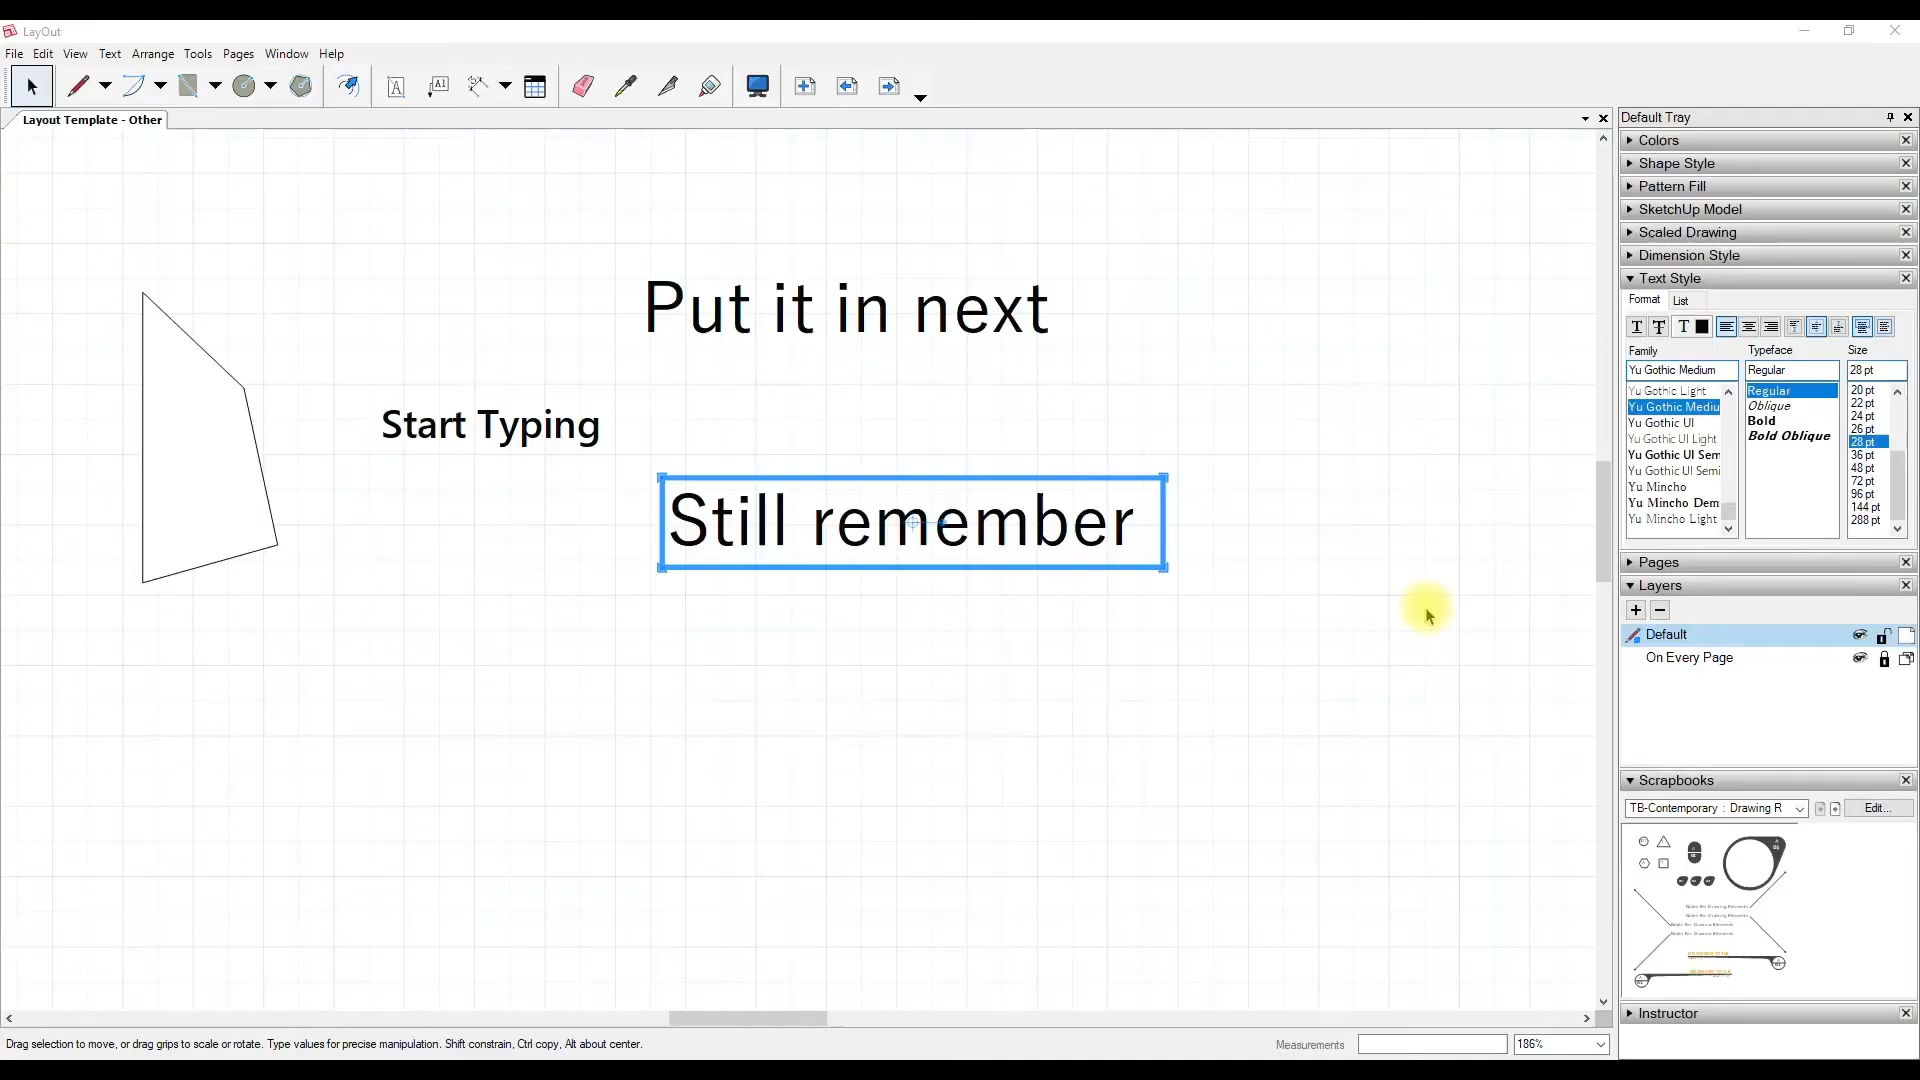 LayOut
File Edit View Text Arrange Tools Pages Window Help
Layout Template - Other
Put it in next
Start Typing
Still remember
Default Tray
Colors
Shape Style
Pattern Fill
SketchUp Model
Scaled Drawing
Dimension Style
Text Style
Format List
Family Typeface Size
Yu Gothic Medium Regular 28 pt
Yu Gothic Light Regular 20 pt
Yu Gothic Mediu Oblique 22 pt
Yu Gothic UI Bold 24 pt
Yu Gothic UI Light Bold Oblique 26 pt
Yu Gothic UI Sem 28 pt
Yu Gothic UI Semi 36 pt
Yu Mincho 48 pt
Yu Mincho Dem 72 pt
Yu Mincho Light 96 pt
144 pt
288 pt
Pages
Layers
Default
On Every Page
Scrapbooks
TB-Contemporary : Drawing R Edit...
Instructor
Drag selection to move, or drag grips to scale or rotate. Type values for precise manipulation. Shift constrain, Ctrl copy, Alt about center.
Measurements 186%